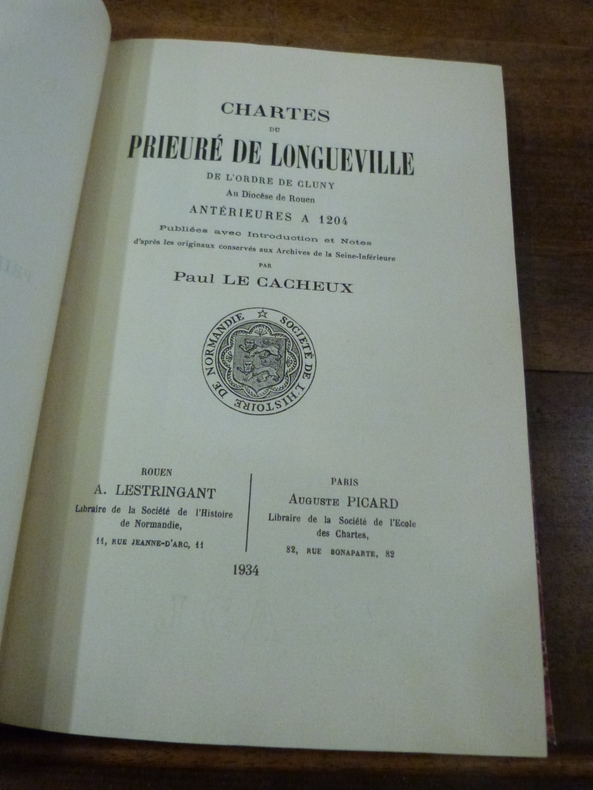 CHARTES
DU
PRIEURÉ DE LONGUEVILLE
DE L'ORDRE DE CLUNY
Au Diocèse de Rouen
ANTÉRIEURES A 1204
Publiées avec Introduction et Notes
d'après les originaux conservés aux Archives de la Seine-Inférieure
PAR
Paul LE CACHEUX
SOCIÉTÉ DE L'HISTOIRE DE NORMANDIE
ROUEN
A. LESTRINGANT
Libraire de la Société de l'Histoire
de Normandie,
11, RUE JEANNE-D'ARC, 11
PARIS
AUGUSTE PICARD
Libraire de la Société de l'Ecole
des Chartes,
82, RUE BONAPARTE, 82
1934